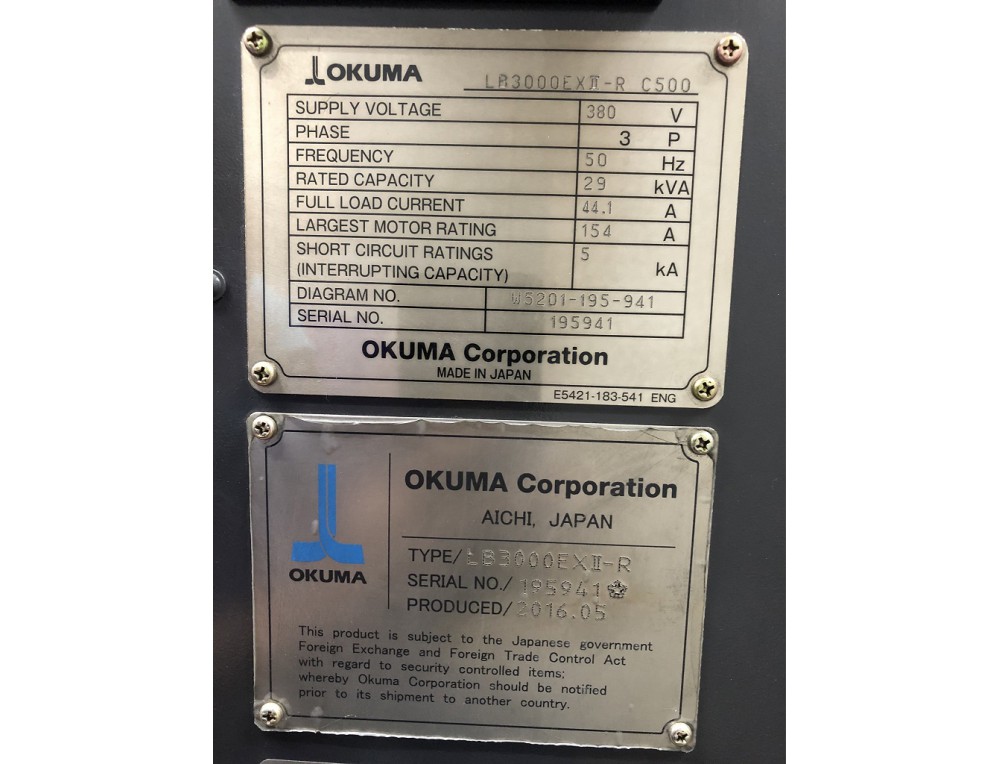 OKUMA LB3000EXⅡ-R C500
SUPPLY VOLTAGE 380 V
PHASE 3 P
FREQUENCY 50 Hz
RATED CAPACITY 29 kVA
FULL LOAD CURRENT 44.1 A
LARGEST MOTOR RATING 154 A
SHORT CIRCUIT RATINGS 5 kA
(INTERRUPTING CAPACITY)
DIAGRAM NO. W5201-195-941
SERIAL NO. 195941
OKUMA Corporation
MADE IN JAPAN
E5421-183-541 ENG
OKUMA
OKUMA Corporation
AICHI, JAPAN
TYPE/ LB3000EXⅡ-R
SERIAL NO./ 195941
PRODUCED/ 2016.05
This product is subject to the Japanese government
Foreign Exchange and Foreign Trade Control Act
with regard to security controlled items;
whereby Okuma Corporation should be notified
prior to its shipment to another country.